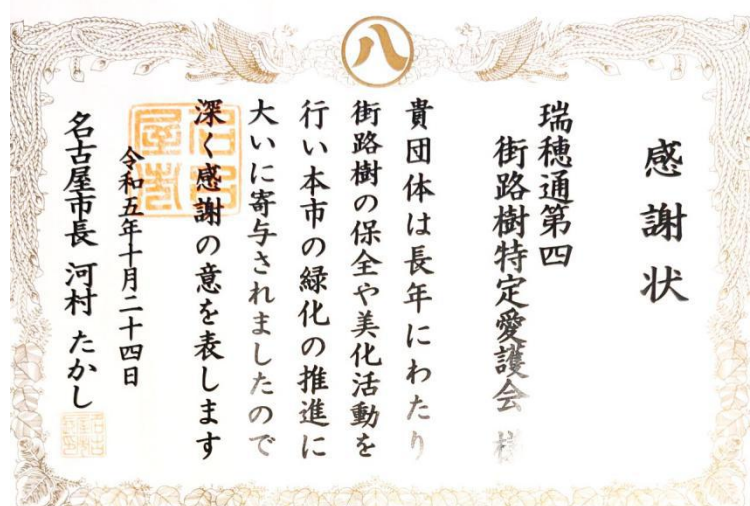 八
感謝状
瑞穂通第四
街路樹特定愛護会 様
貴団体は長年にわたり
街路樹の保全や美化活動を
行い本市の緑化の推進に
大いに寄与されましたので
深く感謝の意を表します
令和五年十月二十四日
名古屋市長 河村 たかし